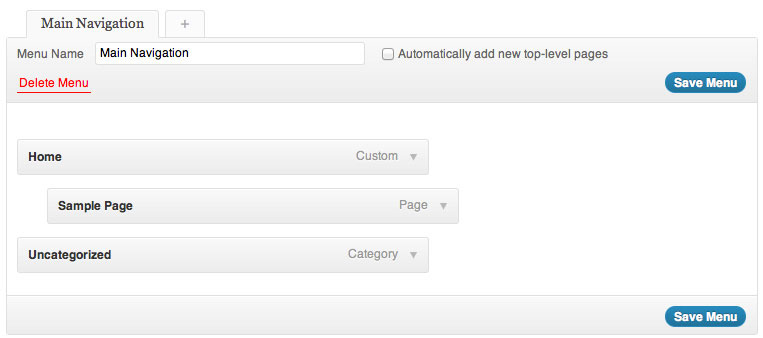 Main Navigation +
Menu Name Main Navigation Automatically add new top-level pages
Delete Menu Save Menu
Home Custom
Sample Page Page
Uncategorized Category
Save Menu